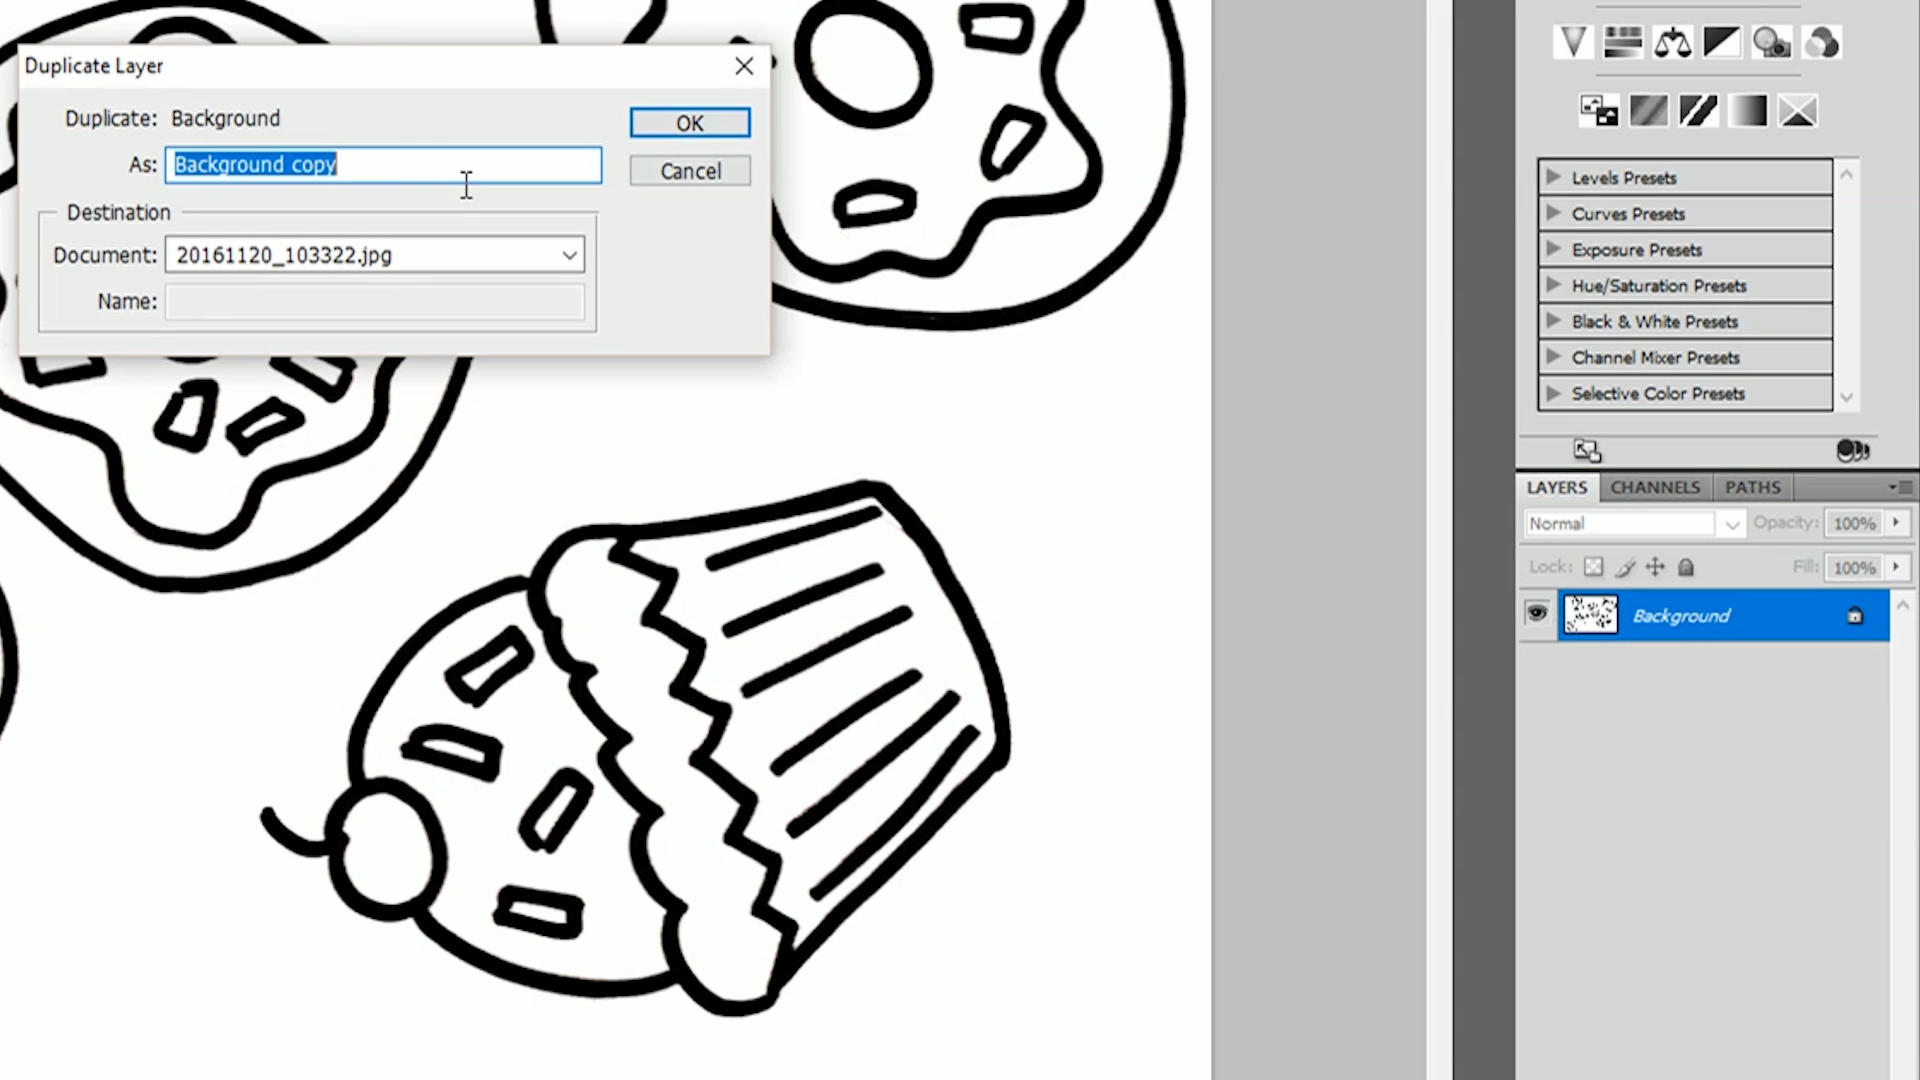 Duplicate Layer
Duplicate: Background
OK
As: Background copy
Cancel
Destination
Document: 20161120_103322.jpg
Name:
Levels Presets
Curves Presets
Exposure Presets
Hue/Saturation Presets
Black & White Presets
Channel Mixer Presets
Selective Color Presets
LAYERS CHANNELS PATHS
Normal Opacity: 100%
Lock: Fill: 100%
Background